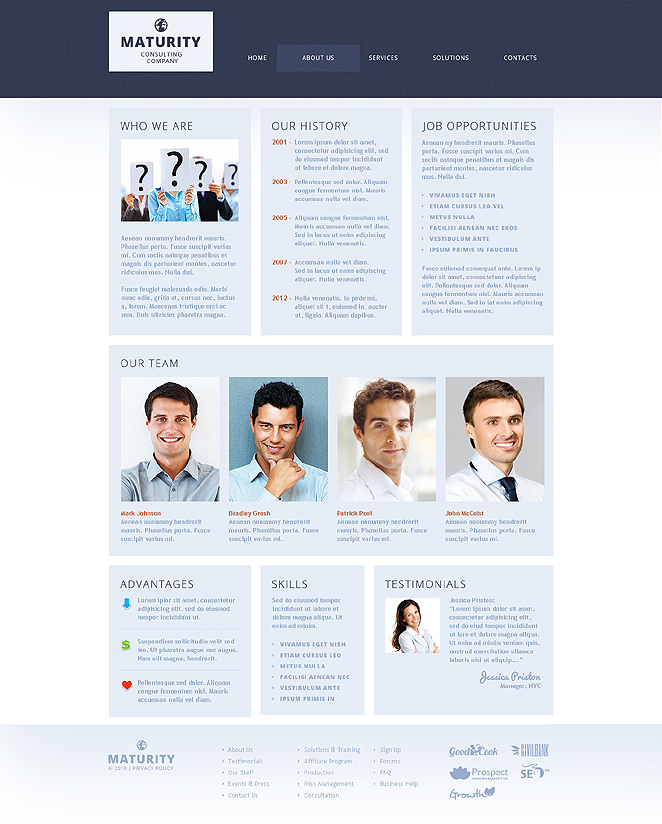 MATURITY
CONSULTING
COMPANY
HOME
ABOUT US
SERVICES
SOLUTIONS
CONTACTS
WHO WE ARE
? ? ? ?
Aenean nonummy hendrerit
mauris. Phasellus porta. Fusce
suscipit varius
mi. Cum sociis natoque penatibus et
magnis dis parturient montes, nascetur
ridiculus mus. Nulla dui.
Fusce feugiat malesuada odio. Morbi
nunc odio, grida at, cursus nec, luctus
a, lorem. Maecenas tristique orci ac
sem. Duis ultricies pharetra magna.
OUR HISTORY
2001 - Lorem ipsum dolor sit amet,
consectetur adipisicing elit, sed
do eiusmod tempor incididunt
ut labore et dolore magna.
2003 - Pellentesque sed dolor. Aliquam
congue fermentum nisl. Mauris
accumsan nulla vel diam.
2005 - Aliquam congue fermentum nisl.
Mauris accumsan nulla vel diam.
Sed in lacus ut enim adipiscing
aliquet. Nulla venenatis.
2007 - Accumsan nulla vel diam.
Sed in lacus ut enim adipiscing
aliquet. Nulla venenatis.
2012 - Nulla venenatis. In pede mi,
aliquet sit t, euismod in, auctor
ut, ligula. Aliquam dapibus
JOB OPPORTUNITIES
Aenean ny hendrerit mauris. Phasellus
porta. Fusce suscipit varius mi. Cum
sociis natoque penatibus et magnis dis
parturient montes, nascetur ridiculus
mus. Nulla dui.
VIVAMUS EGET NIBH
ETIAM CURSUS LEO VEL
METUS NULLA
FACILISI AENEAN NEC EROS
VESTIBULUM ANTE
IPSUM PRIMIS IN FAUCIBUS
Fusce euismod consequat ante. Lorem ip
dolor sit amet, consectetuer adipiscing
elit. Pellentesque sed dolor. Aliquam
congue fermentum nisl. Mauris accumsan
nulla vel diam. Sed in lat enim adipiscing
aliquet. Nulla venenatis.
OUR TEAM
Mark Johnson
Aenean nonummy hendrerit
mauris. Phasellus porta. Fusce
suscipit varius mi.
Bradley Grosh
Aenean nonummy hendrerit
mauris. Phasellus porta. Fusce
suscipit varius mi.
Patrick Pool
Aenean nonummy hendrerit
mauris. Phasellus porta. Fusce
suscipit varius mi.
John McCoist
Aenean nonummy hendrerit
mauris. Phasellus porta. Fusce
suscipit varius mi.
ADVANTAGES
Lorem iplor sit amet, consectetur
adipisicing elit, sed do eiusmod
tempor incididunt ut.
$ Suspendise sollicitudin velit sed
leo. Ut pharetra augue nec augue.
Nam elit magna, hendrerit.
Pellentesque sed dolor. Aliquam
congue fermentum nisl. Mauris
accumsan nulla vel diam.
SKILLS
Sed do eiusmod tempor
incididunt ut labore et
dolore magna aliqua. Ut
enim ad minim.
VIVAMUS EGET NIBH
ETIAM CURSUS LEO
METUS NULLA
FACILISIS AENEAN NEC
VESTIBULUM ANTE
IPSUM PRIMIS IN
TESTIMONIALS
Jessica Priston:
"Lorem ipsum dolor sit amet,
consectetur adipisicing elit, sed
do eiusmod tempor incididunt
ut lare et dolore magna aliqua.
Ut enim ad minim veniam quis.
nostrud exercitation ullamco
laboris nisi ut aliquip..."
Jessica Priston
Manager, NYC
MATURITY
© 2013 | PRIVACY POLICY
About Us
Testimonials
Our Staff
Events & Press
Contact Us
Solutions & Training
Affiliate Program
Production
Risk Management
Consultation
Sign Up
Forums
FAQ
Business Help
Good Cook
CIVILBANK
Prospect
SEO
Growth